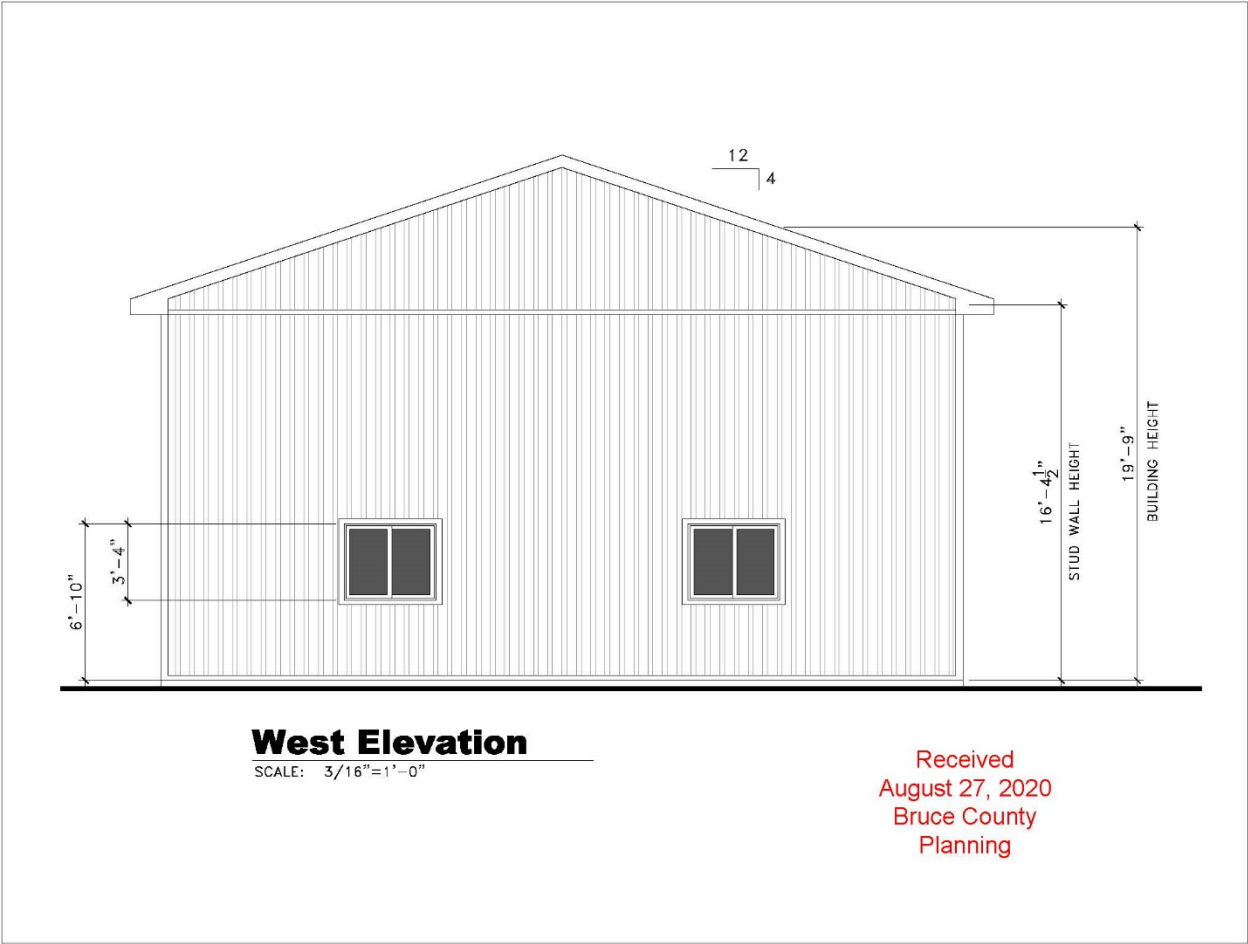 12
4
6'-10"
3'-4"
16'-4½"
STUD WALL HEIGHT
19'-9"
BUILDING HEIGHT
West Elevation
SCALE: 3/16"=1'-0"
Received
August 27, 2020
Bruce County
Planning